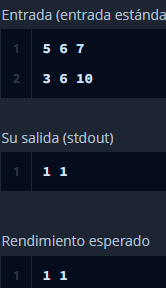 Entrada (entrada estánda
1 5 6 7
2 3 6 10
Su salida (stdout)
1 1 1
Rendimiento esperado
1 1 1